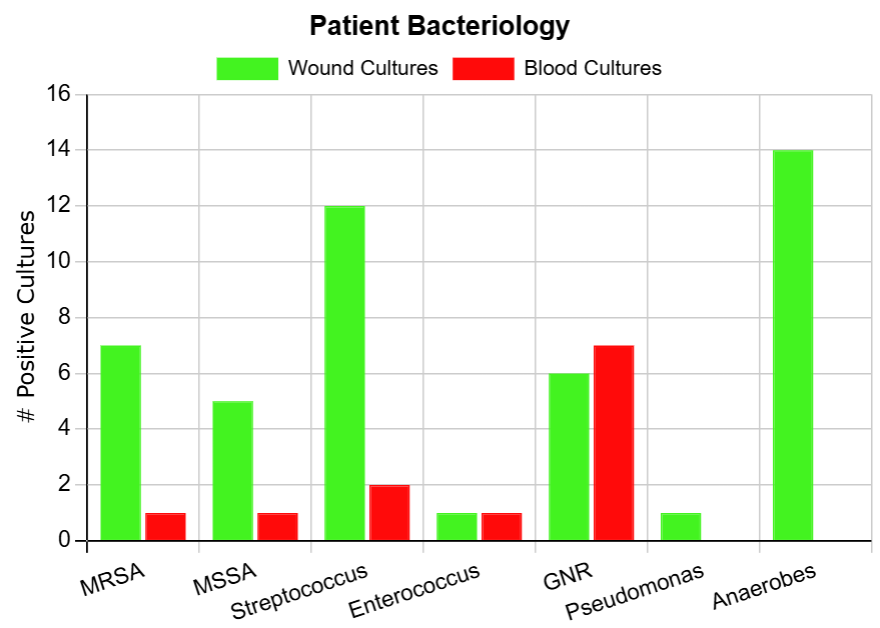 Patient Bacteriology
Wound Cultures Blood Cultures
# Positive Cultures
16
14
12
10
8
6
4
2
0
MRSA MSSA Streptococcus Enterococcus GNR Pseudomonas Anaerobes